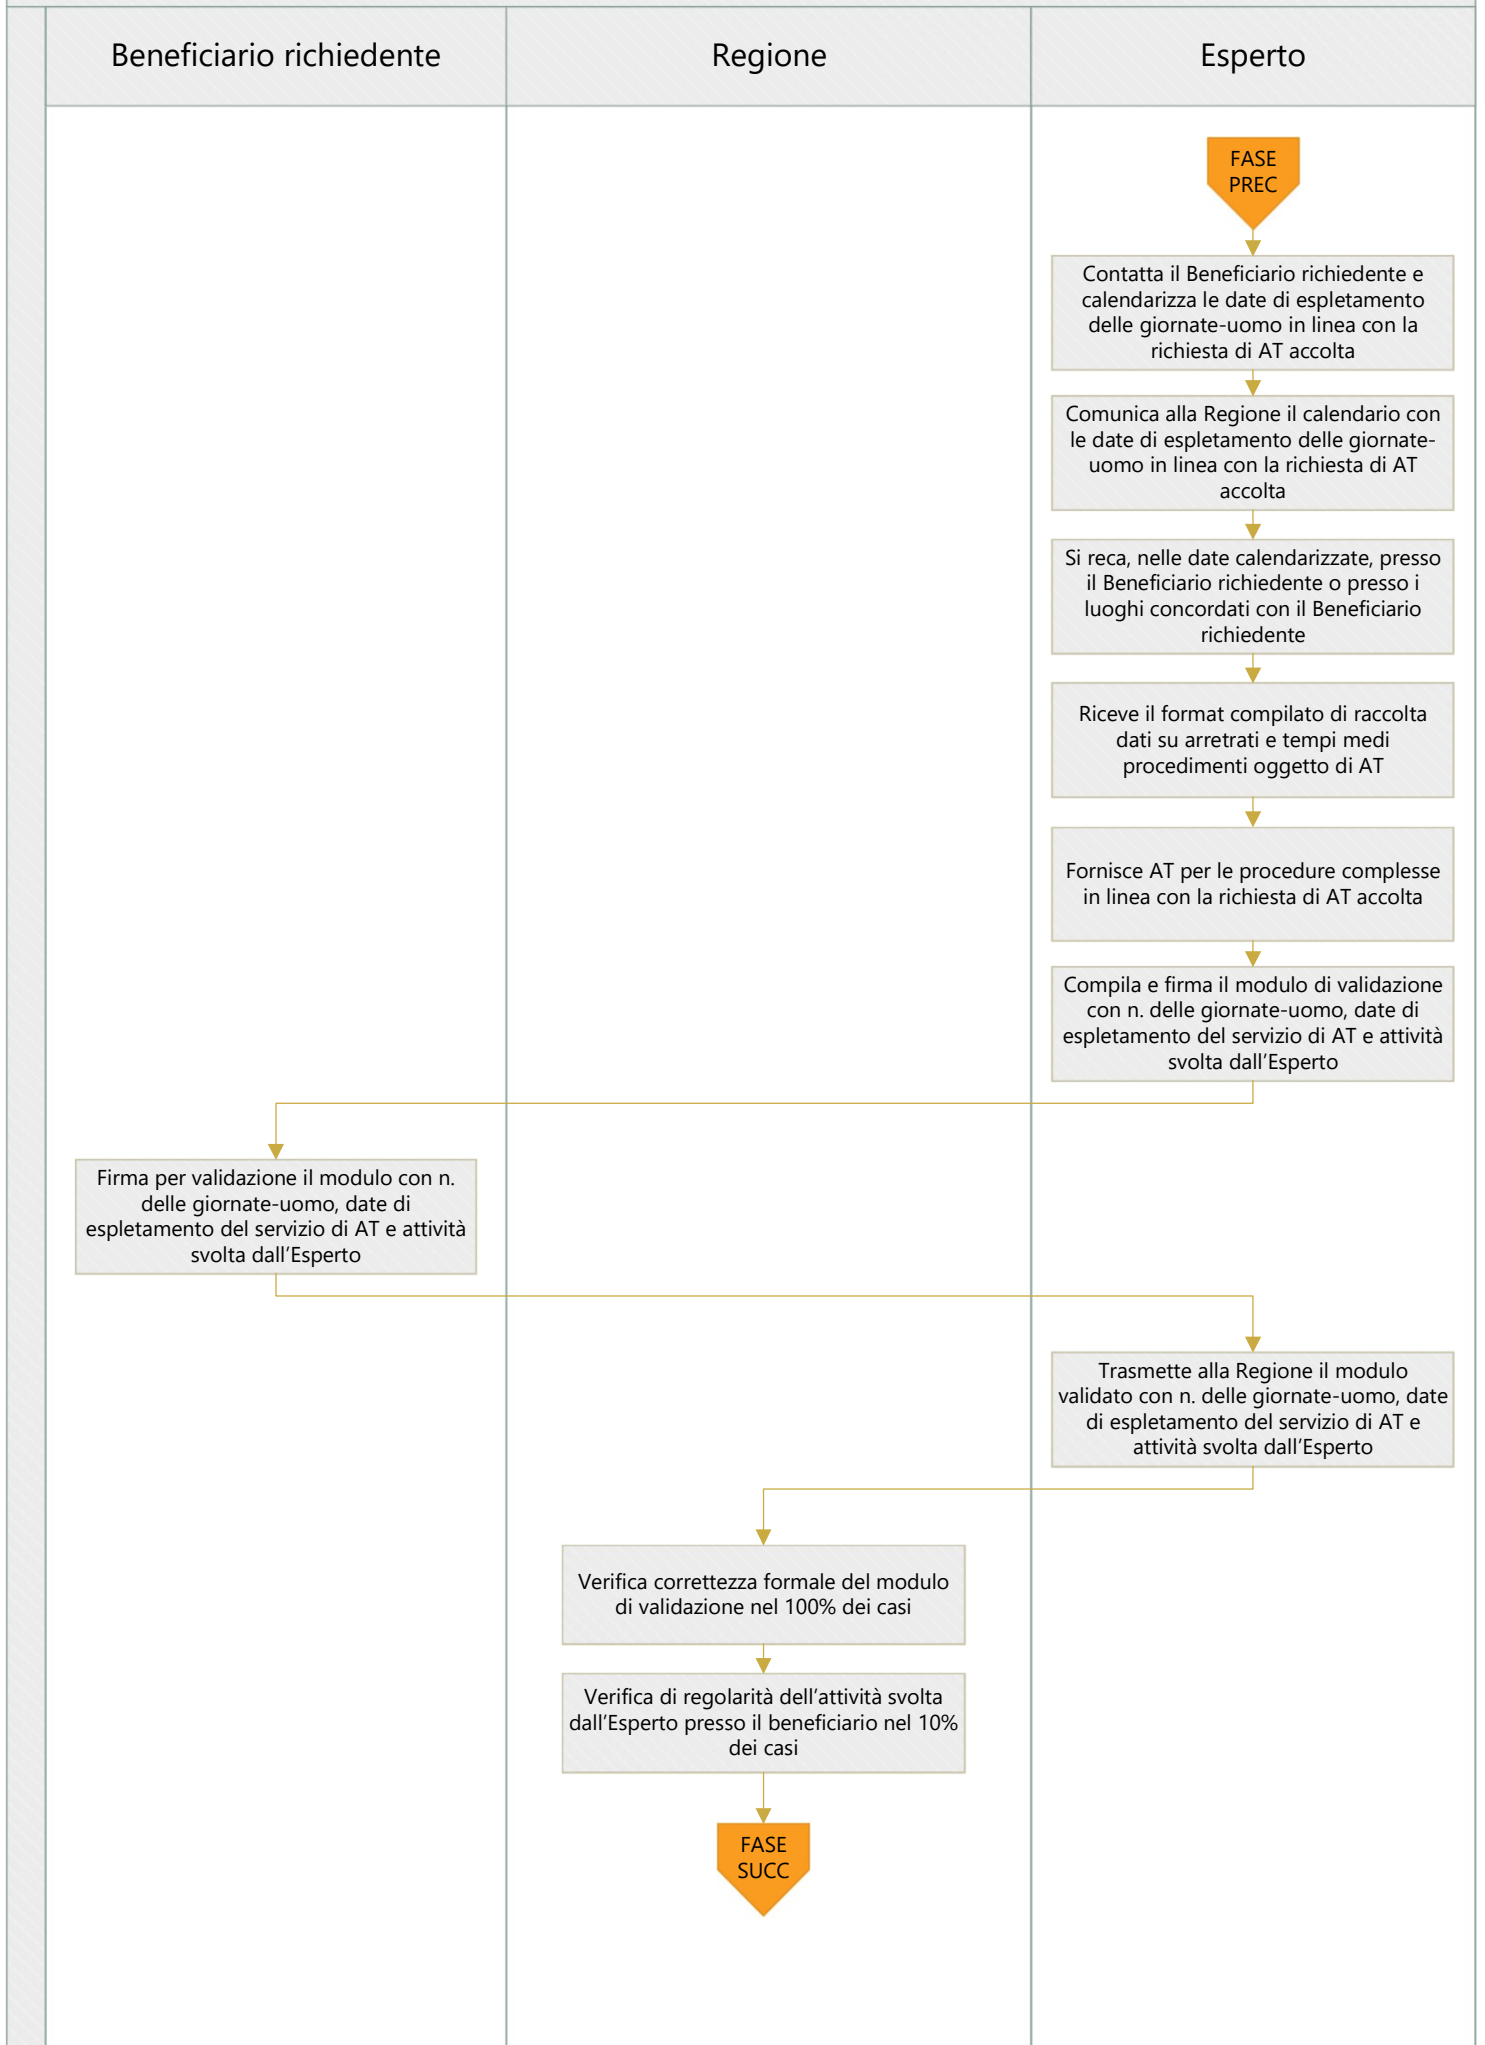 Beneficiario richiedente
Regione
Esperto
FASE
PREC
Contatta il Beneficiario richiedente e
calendarizza le date di espletamento
delle giornate-uomo in linea con la
richiesta di AT accolta
Comunica alla Regione il calendario con
le date di espletamento delle giornate-
uomo in linea con la richiesta di AT
accolta
Si reca, nelle date calendarizzate, presso
il Beneficiario richiedente o presso i
luoghi concordati con il Beneficiario
richiedente
Riceve il format compilato di raccolta
dati su arretrati e tempi medi
procedimenti oggetto di AT
Fornisce AT per le procedure complesse
in linea con la richiesta di AT accolta
Compila e firma il modulo di validazione
con n. delle giornate-uomo, date di
espletamento del servizio di AT e attività
svolta dall’Esperto
Firma per validazione il modulo con n.
delle giornate-uomo, date di
espletamento del servizio di AT e attività
svolta dall’Esperto
Trasmette alla Regione il modulo
validato con n. delle giornate-uomo, date
di espletamento del servizio di AT e
attività svolta dall’Esperto
Verifica correttezza formale del modulo
di validazione nel 100% dei casi
Verifica di regolarità dell’attività svolta
dall’Esperto presso il beneficiario nel 10%
dei casi
FASE
SUCC